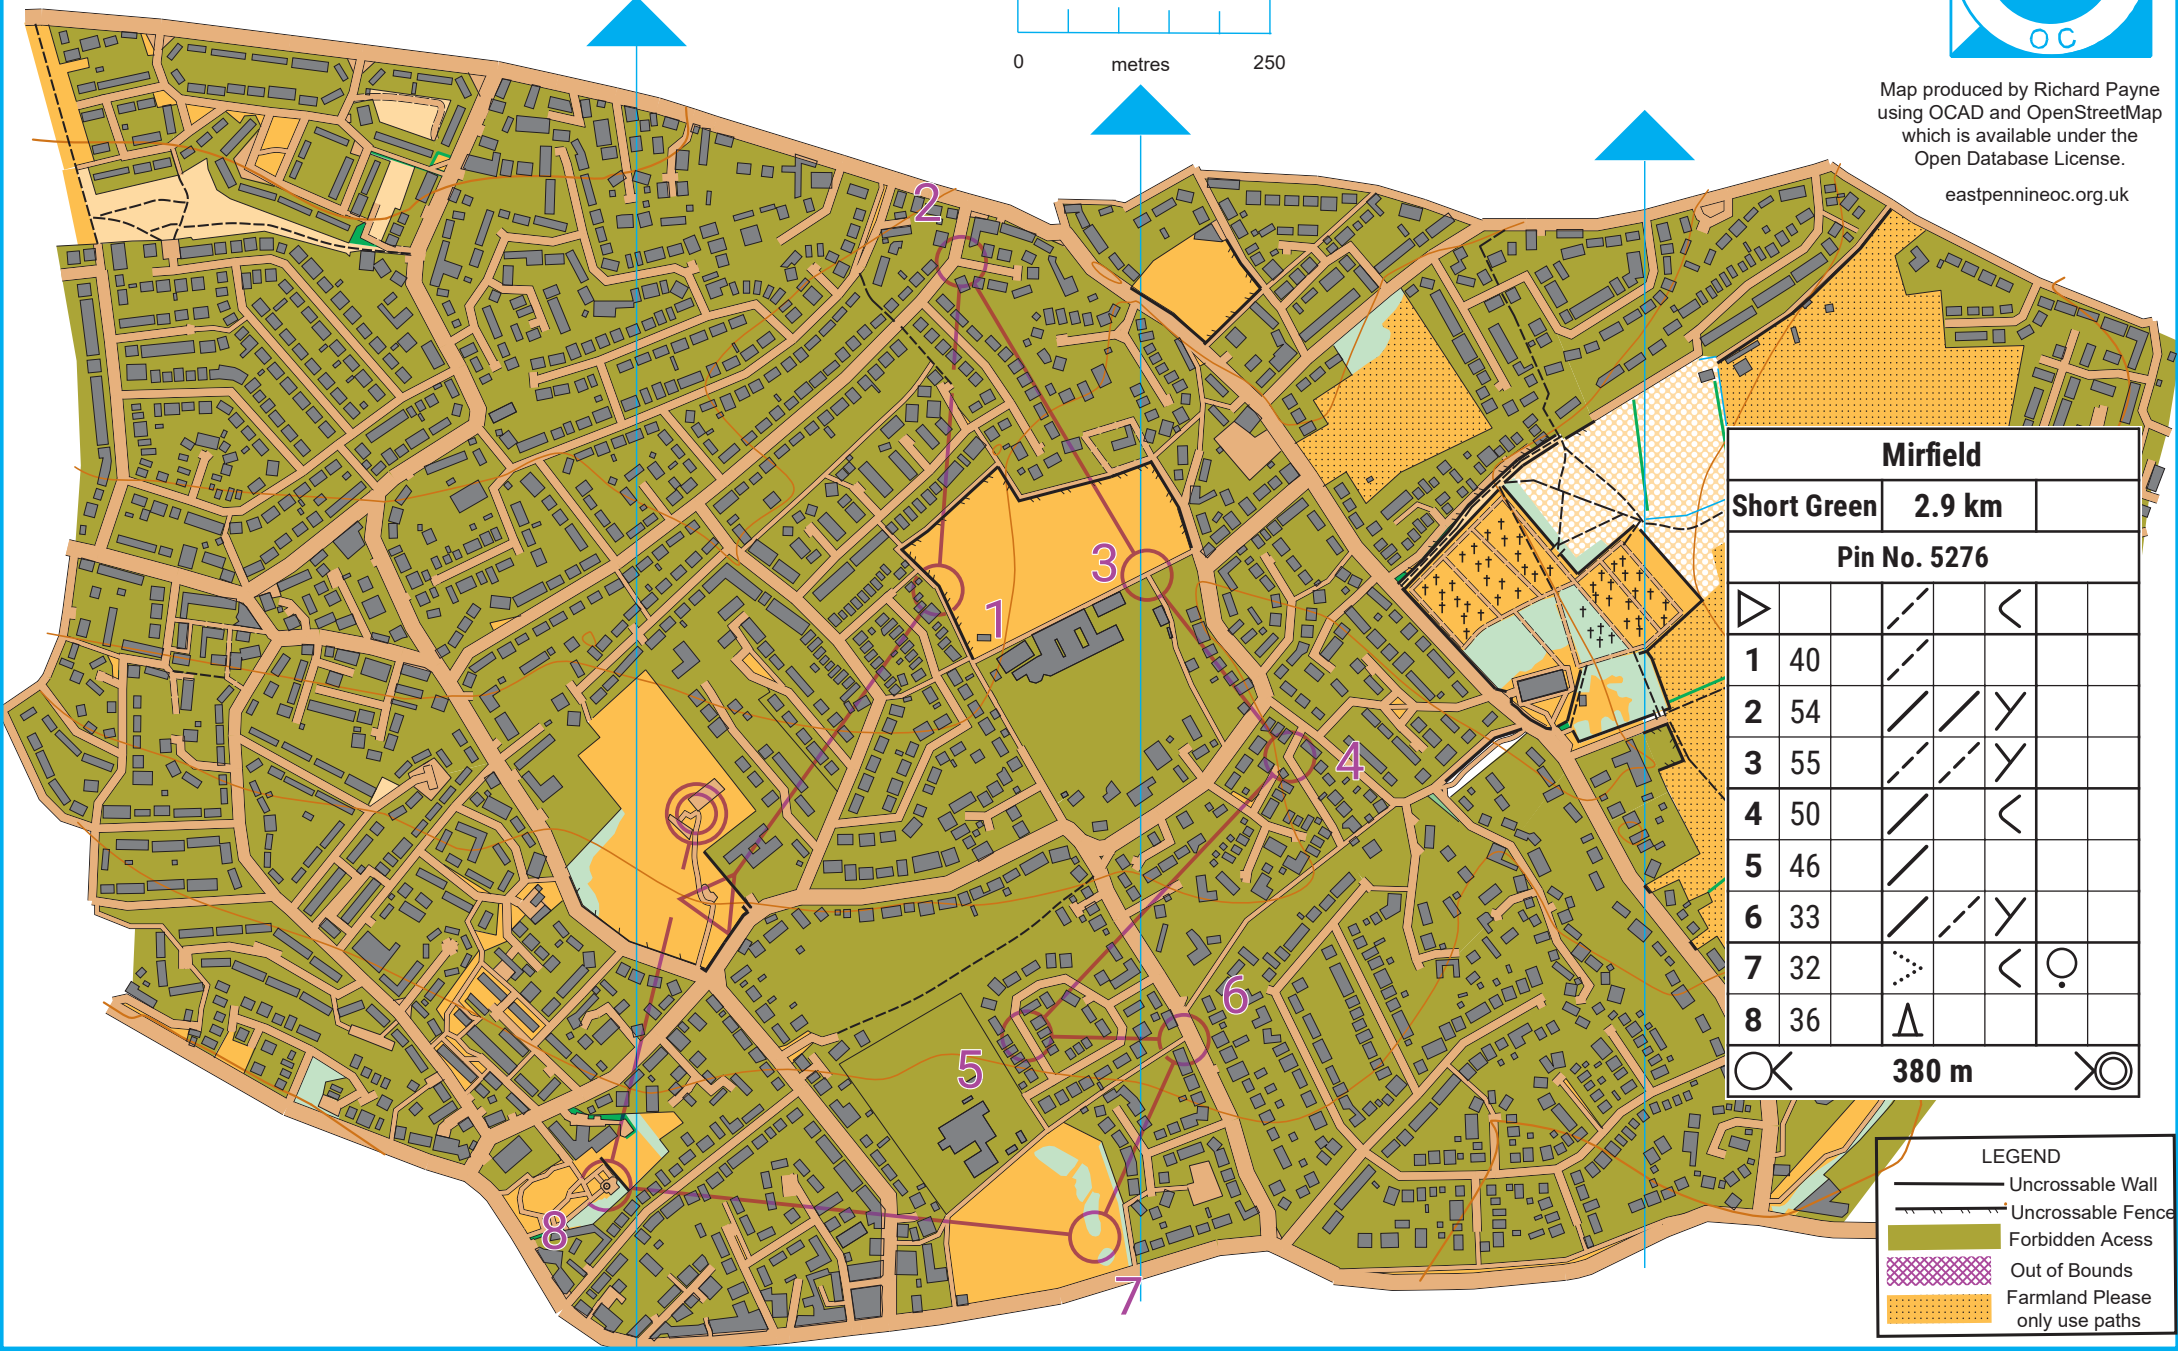 0 metres 250
O C
Map produced by Richard Payne
using OCAD and OpenStreetMap
which is available under the
Open Database License.
eastpennineoc.org.uk
2
3
1
4
5
6
7
8
Mirfield
Short Green 2.9 km
Pin No. 5276
1 40
2 54
3 55
4 50
5 46
6 33
7 32
8 36
380 m
LEGEND
Uncrossable Wall
Uncrossable Fence
Forbidden Acess
Out of Bounds
Farmland Please
only use paths